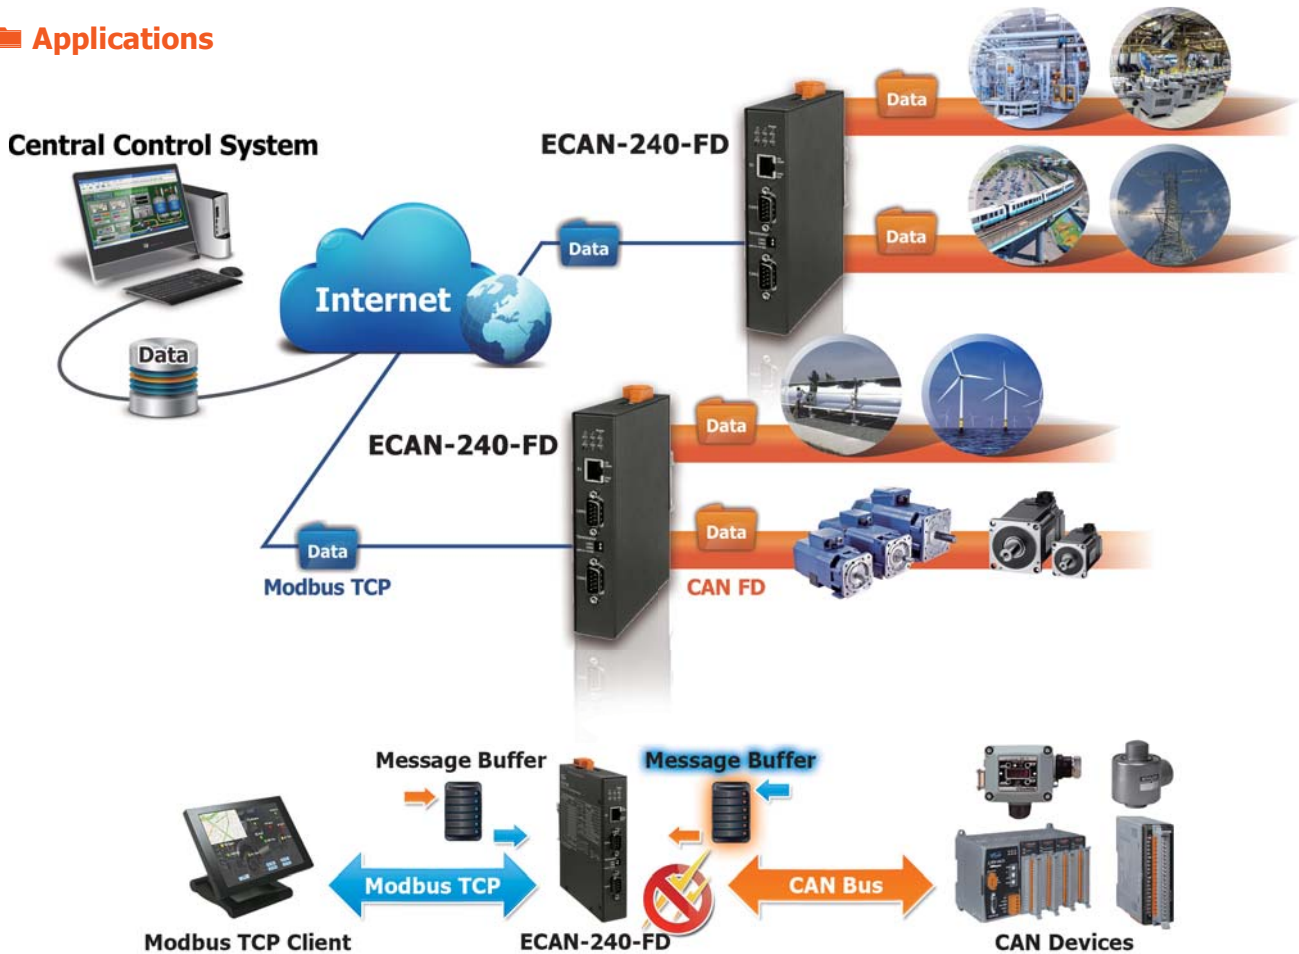 Applications
Central Control System
ECAN-240-FD
Data
Data
Data
Internet
Data
Data
ECAN-240-FD
Data
Data
Data
Modbus TCP
CAN FD
Message Buffer
Message Buffer
Modbus TCP
CAN Bus
Modbus TCP Client
ECAN-240-FD
CAN Devices